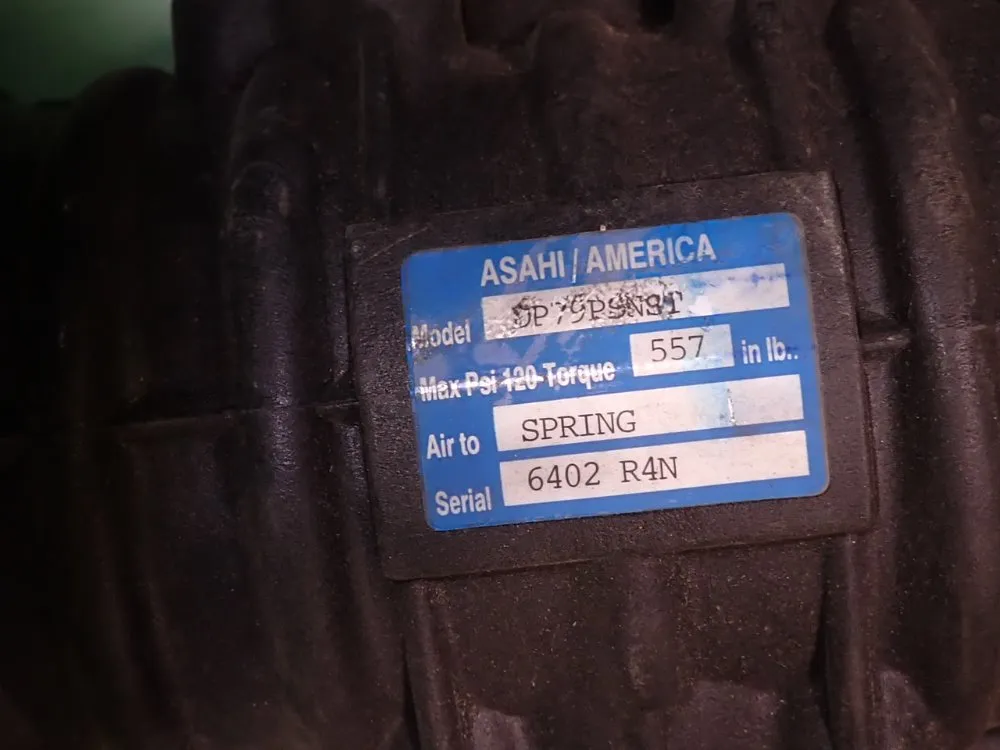 ASAHI / AMERICA
Model
Max Psi 120 Torque 557 in lb..
Air to SPRING
Serial 6402 R4N